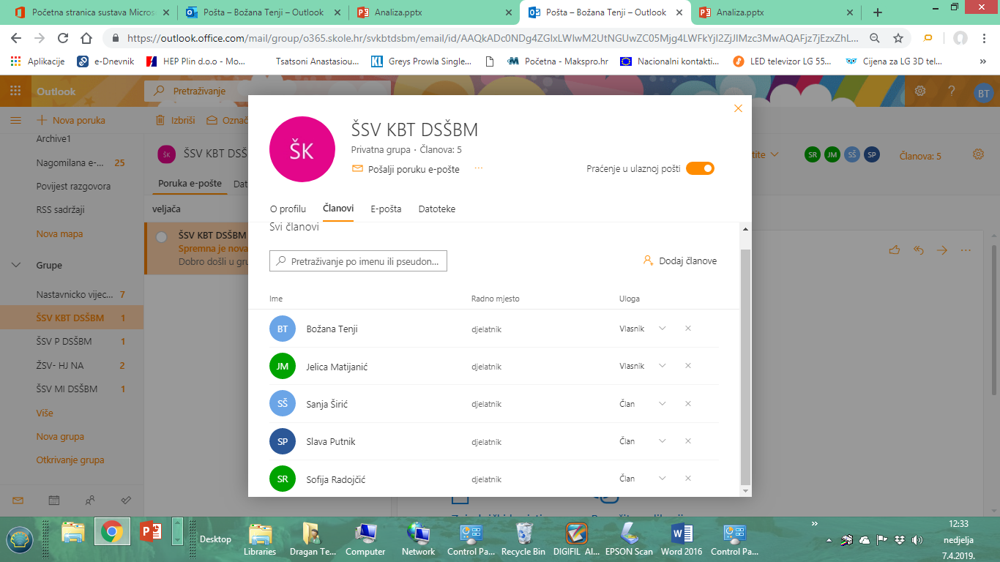 Početna stranica sustava Micros
Pošta – Božana Tenji – Outlook
Analiza.pptx
Pošta – Božana Tenji – Outlook
Analiza.pptx
https://outlook.office.com/mail/group/o365.skole.hr/svkbtdsbm/email/id/AAQkADc0NDg4ZGIxLWIwM2UtNGUwZC05Mjg4LWFkYjI2ZjJlMzc3MwAQAFjz7jEzxZhL...
Aplikacije
e-Dnevnik
HEP Plin d.o.o - Mo...
Tsatsoni Anastasiou...
Greys Prowla Single...
Početna - Makspro.hr
Nacionalni kontakti...
LED televizor LG 55...
Cijena za LG 3D tel...
»
Outlook
Pretraživanje
?
BT
Nova poruka
Izbriši
Označ
Archive1
Nagomilana e-... 25
Povijest razgovora
RSS sadržaji
Nova mapa
Grupe
Nastavnicko vijec... 7
ŠSV KBT DSŠBM 1
ŠSV P DSŠBM 1
ŽSV- HJ NA 2
ŠSV MI DSŠBM 1
Više
Nova grupa
Otkrivanje grupa
ŠK
ŠSV KBT DSŠ
Poruka e-pošte
Dat
veljača
ŠSV KBT DSŠBM
Spremna je nova
Dobro došli u gru
tite
SR
JM
SŠ
SP
Članova: 5
ŠK
ŠSV KBT DSŠBM
Privatna grupa · Članova: 5
Pošalji poruku e-pošte
...
Praćenje u ulaznoj pošti
O profilu
Članovi
E-pošta
Datoteke
Svi članovi
Pretraživanje po imenu ili pseudon...
Dodaj članove
Ime
Radno mjesto
Uloga
BT Božana Tenji djelatnik Vlasnik
JM Jelica Matijanić djelatnik Vlasnik
SŠ Sanja Širić djelatnik Član
SP Slava Putnik djelatnik Član
SR Sofija Radojčić djelatnik Član
Desktop
Libraries
Dragan Te...
Computer
Network
Control Pa...
Recycle Bin
DIGIFIL Al...
EPSON Scan
Word 2016
Control Pa...
»
12:33
nedjelja
7.4.2019.